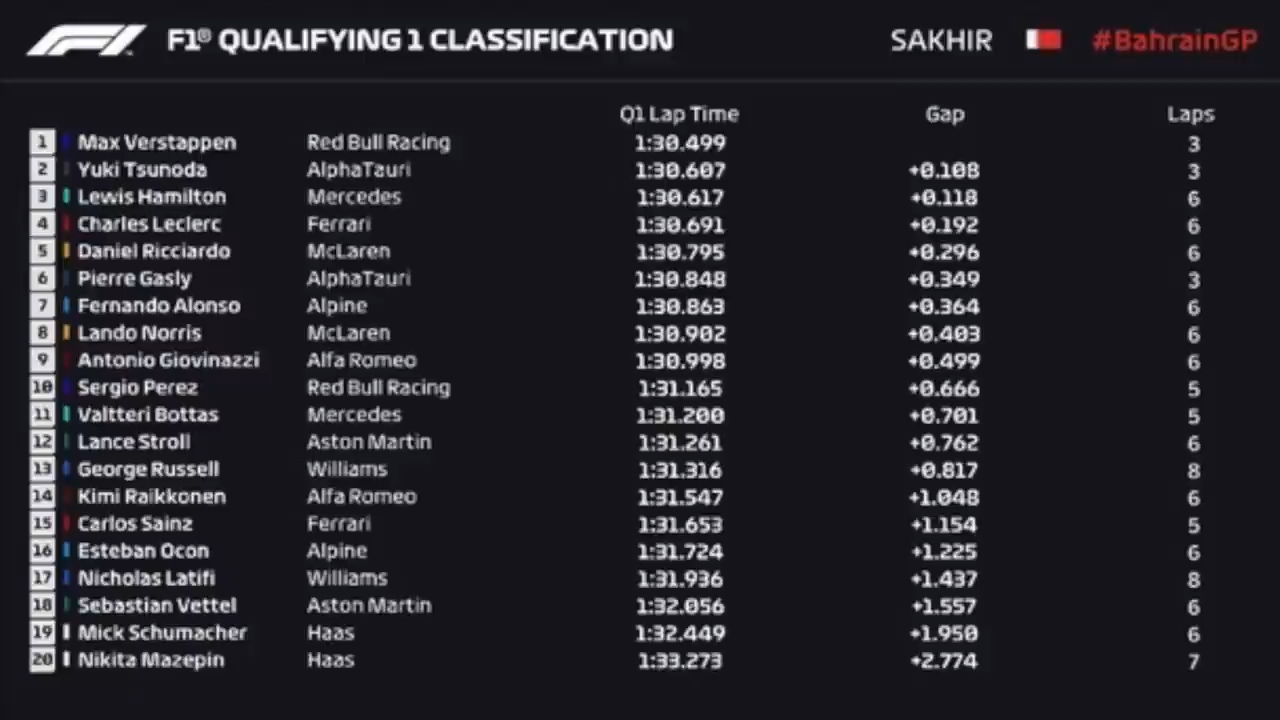 F1® QUALIFYING 1 CLASSIFICATION SAKHIR #BahrainGP
Q1 Lap Time Gap Laps
1 Max Verstappen Red Bull Racing 1:30.499 3
2 Yuki Tsunoda AlphaTauri 1:30.607 +0.108 3
3 Lewis Hamilton Mercedes 1:30.617 +0.118 6
4 Charles Leclerc Ferrari 1:30.691 +0.192 6
5 Daniel Ricciardo McLaren 1:30.795 +0.296 6
6 Pierre Gasly AlphaTauri 1:30.848 +0.349 3
7 Fernando Alonso Alpine 1:30.863 +0.364 6
8 Lando Norris McLaren 1:30.902 +0.403 6
9 Antonio Giovinazzi Alfa Romeo 1:30.998 +0.499 6
10 Sergio Perez Red Bull Racing 1:31.165 +0.666 5
11 Valtteri Bottas Mercedes 1:31.200 +0.701 5
12 Lance Stroll Aston Martin 1:31.261 +0.762 6
13 George Russell Williams 1:31.316 +0.817 8
14 Kimi Raikkonen Alfa Romeo 1:31.547 +1.048 6
15 Carlos Sainz Ferrari 1:31.653 +1.154 5
16 Esteban Ocon Alpine 1:31.724 +1.225 6
17 Nicholas Latifi Williams 1:31.936 +1.437 8
18 Sebastian Vettel Aston Martin 1:32.056 +1.557 6
19 Mick Schumacher Haas 1:32.449 +1.950 6
20 Nikita Mazepin Haas 1:33.273 +2.774 7